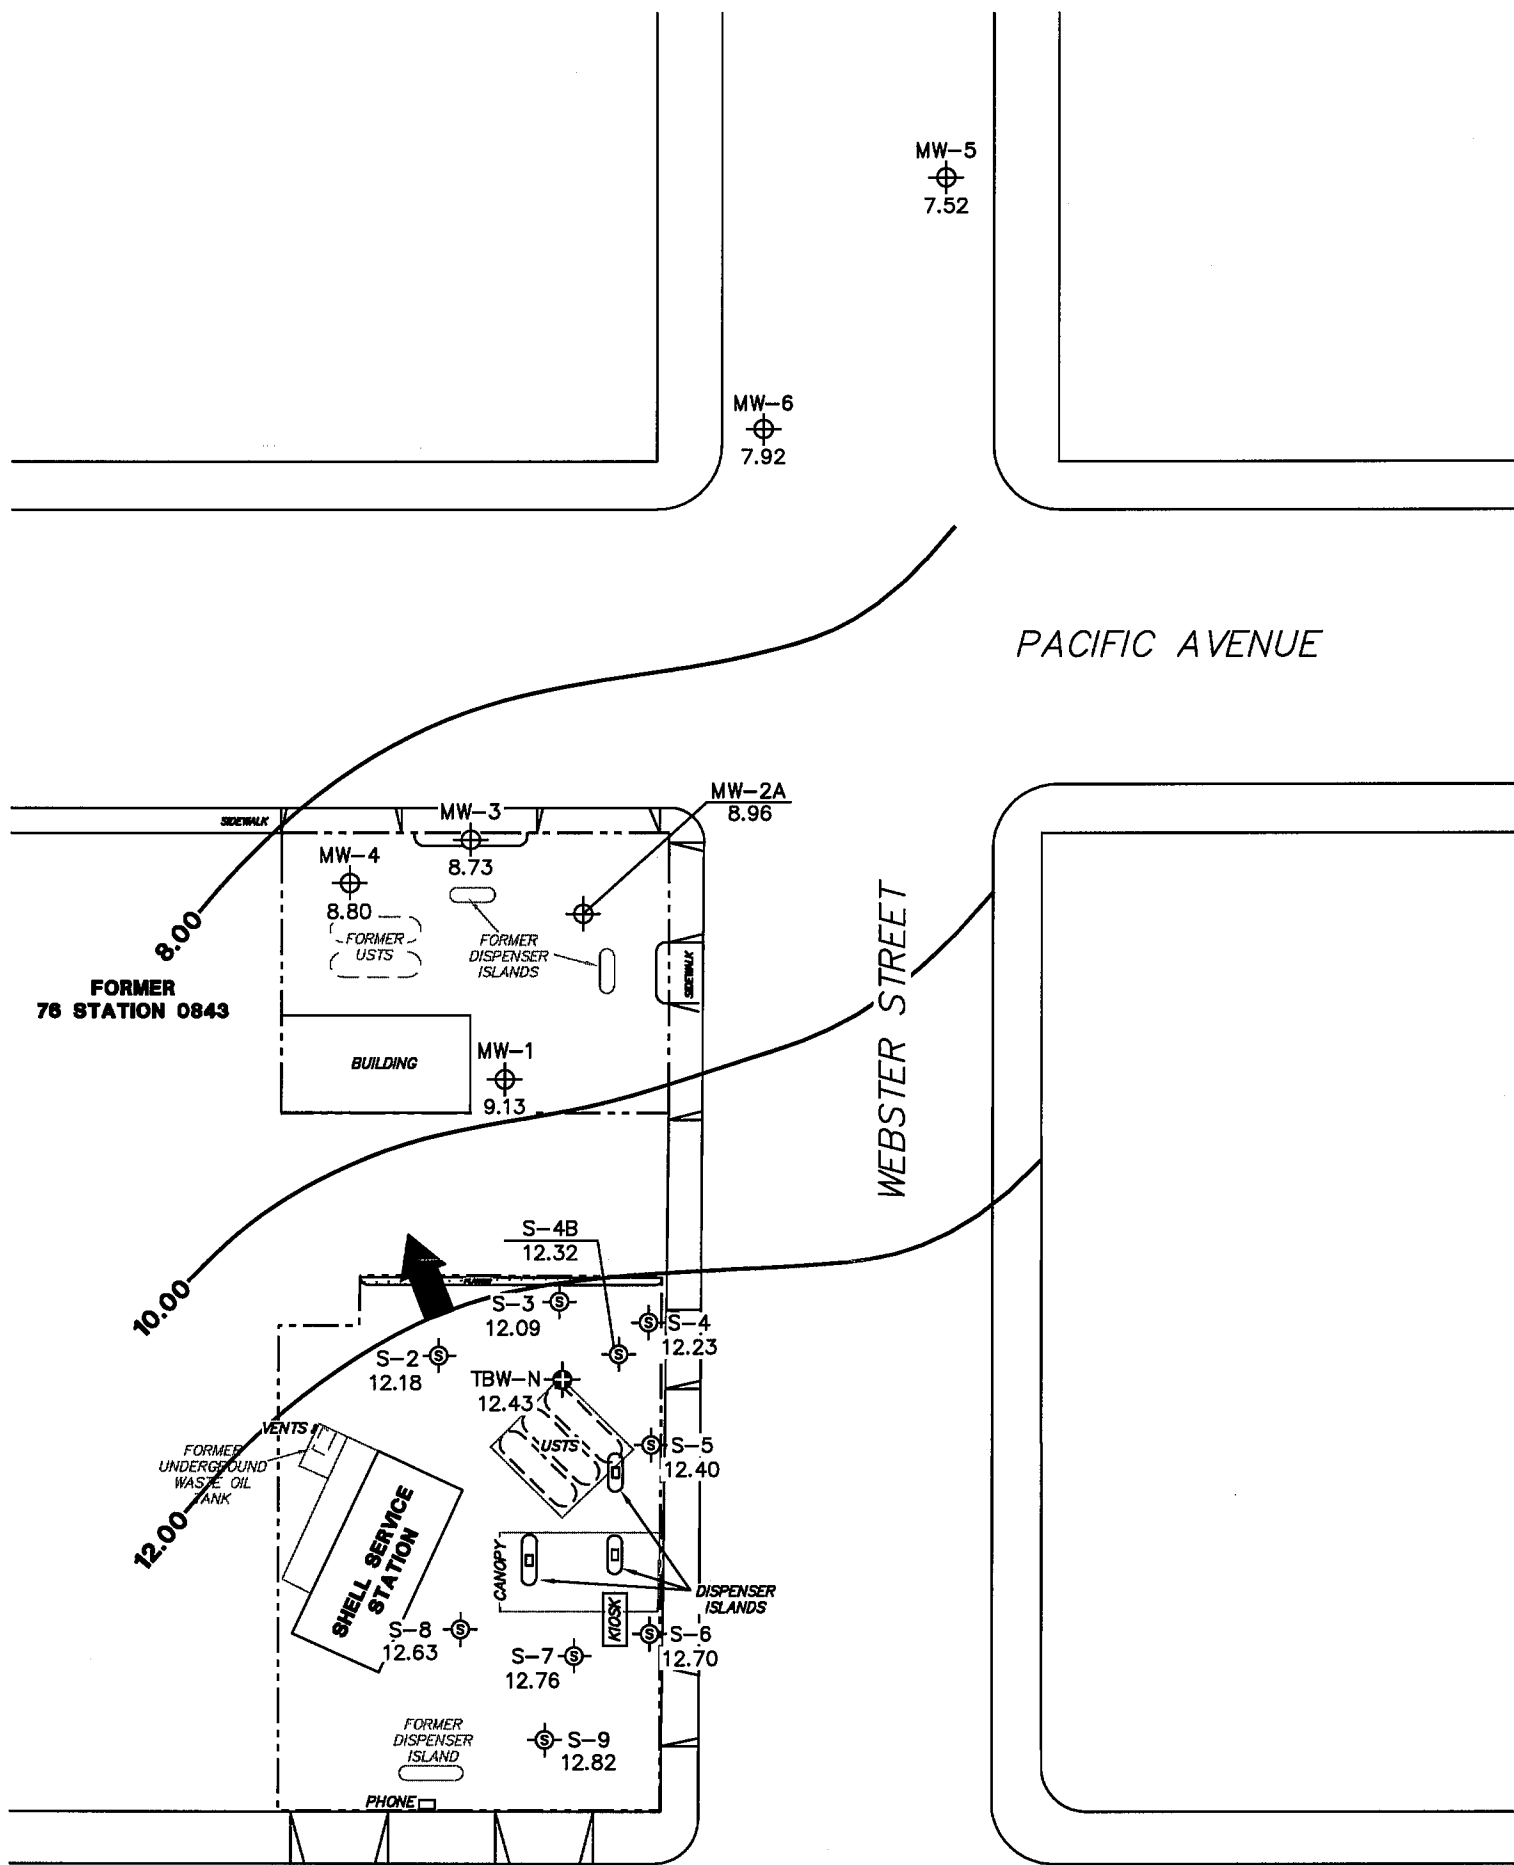 MW-5
7.52
MW-6
7.92
PACIFIC AVENUE
MW-2A
8.96
SIDEWALK
MW-3
8.73
MW-4
8.80
8.00
FORMER
USTS
FORMER
DISPENSER
ISLANDS
SIDEWALK
WEBSTER STREET
FORMER
76 STATION 0843
BUILDING
MW-1
9.13
10.00
S-4B
12.32
PLANTER
S-3
12.09
S-4
12.23
S-2
12.18
TBW-N
12.43
VENTS
FORMER
UNDERGROUND
WASTE OIL
TANK
USTS
S-5
12.40
12.00
SHELL SERVICE
STATION
CANOPY
DISPENSER
ISLANDS
KIOSK
S-8
12.63
S-7
12.76
S-6
12.70
FORMER
DISPENSER
ISLAND
S-9
12.82
PHONE